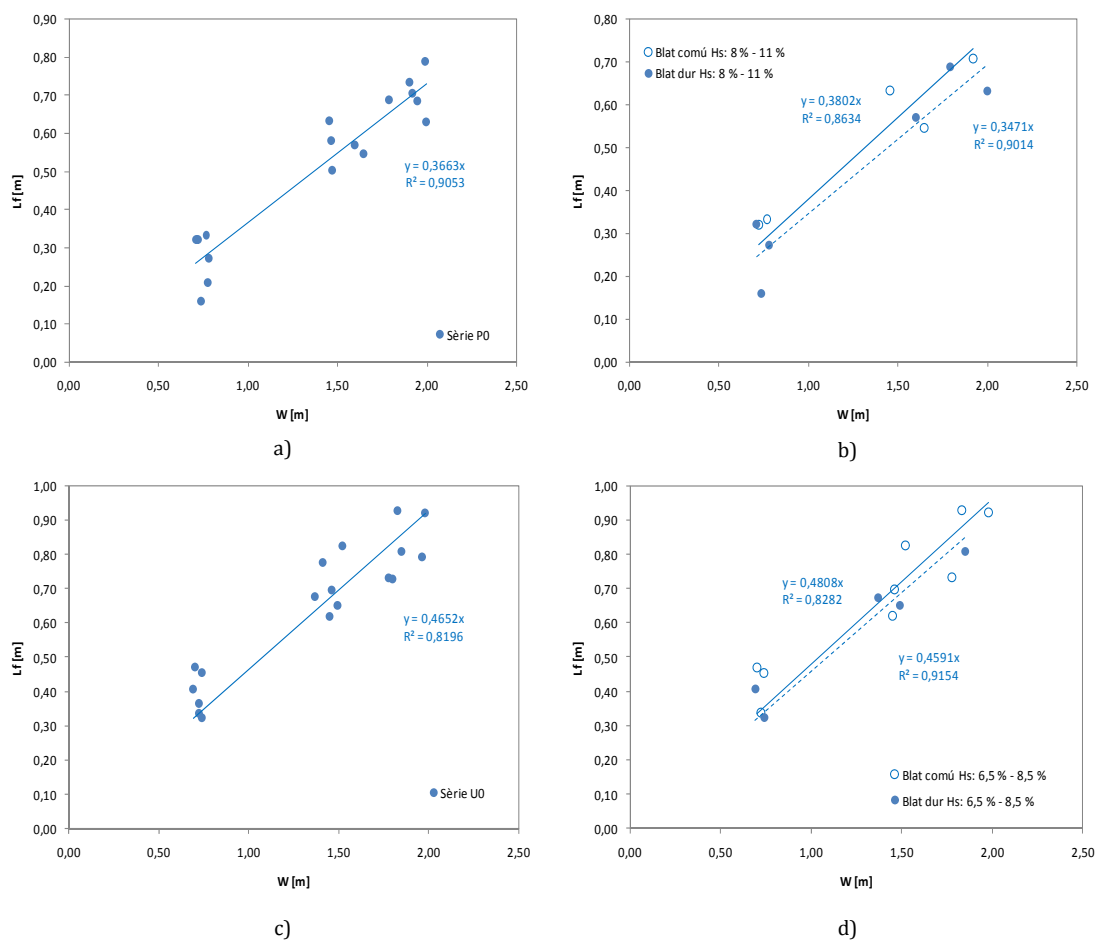 0,90
0,80
0,70
0,60
0,50
0,40
0,30
0,20
0,10
0,00
Lf [m]
y = 0,3663x
R² = 0,9053
Sèrie P0
0,00 0,50 1,00 1,50 2,00 2,50
W [m]
a)
0,80
0,70
0,60
0,50
0,40
0,30
0,20
0,10
0,00
Lf [m]
Blat comú Hs: 8 % - 11 %
Blat dur Hs: 8 % - 11 %
y = 0,3802x
R² = 0,8634
y = 0,3471x
R² = 0,9014
0,00 0,50 1,00 1,50 2,00 2,50
W [m]
b)
1,00
0,90
0,80
0,70
0,60
0,50
0,40
0,30
0,20
0,10
0,00
Lf [m]
y = 0,4652x
R² = 0,8196
Sèrie U0
0,00 0,50 1,00 1,50 2,00 2,50
W [m]
c)
1,00
0,90
0,80
0,70
0,60
0,50
0,40
0,30
0,20
0,10
0,00
Lf [m]
y = 0,4808x
R² = 0,8282
y = 0,4591x
R² = 0,9154
Blat comú Hs: 6,5 % - 8,5 %
Blat dur Hs: 6,5 % - 8,5 %
0,00 0,50 1,00 1,50 2,00 2,50
W [m]
d)